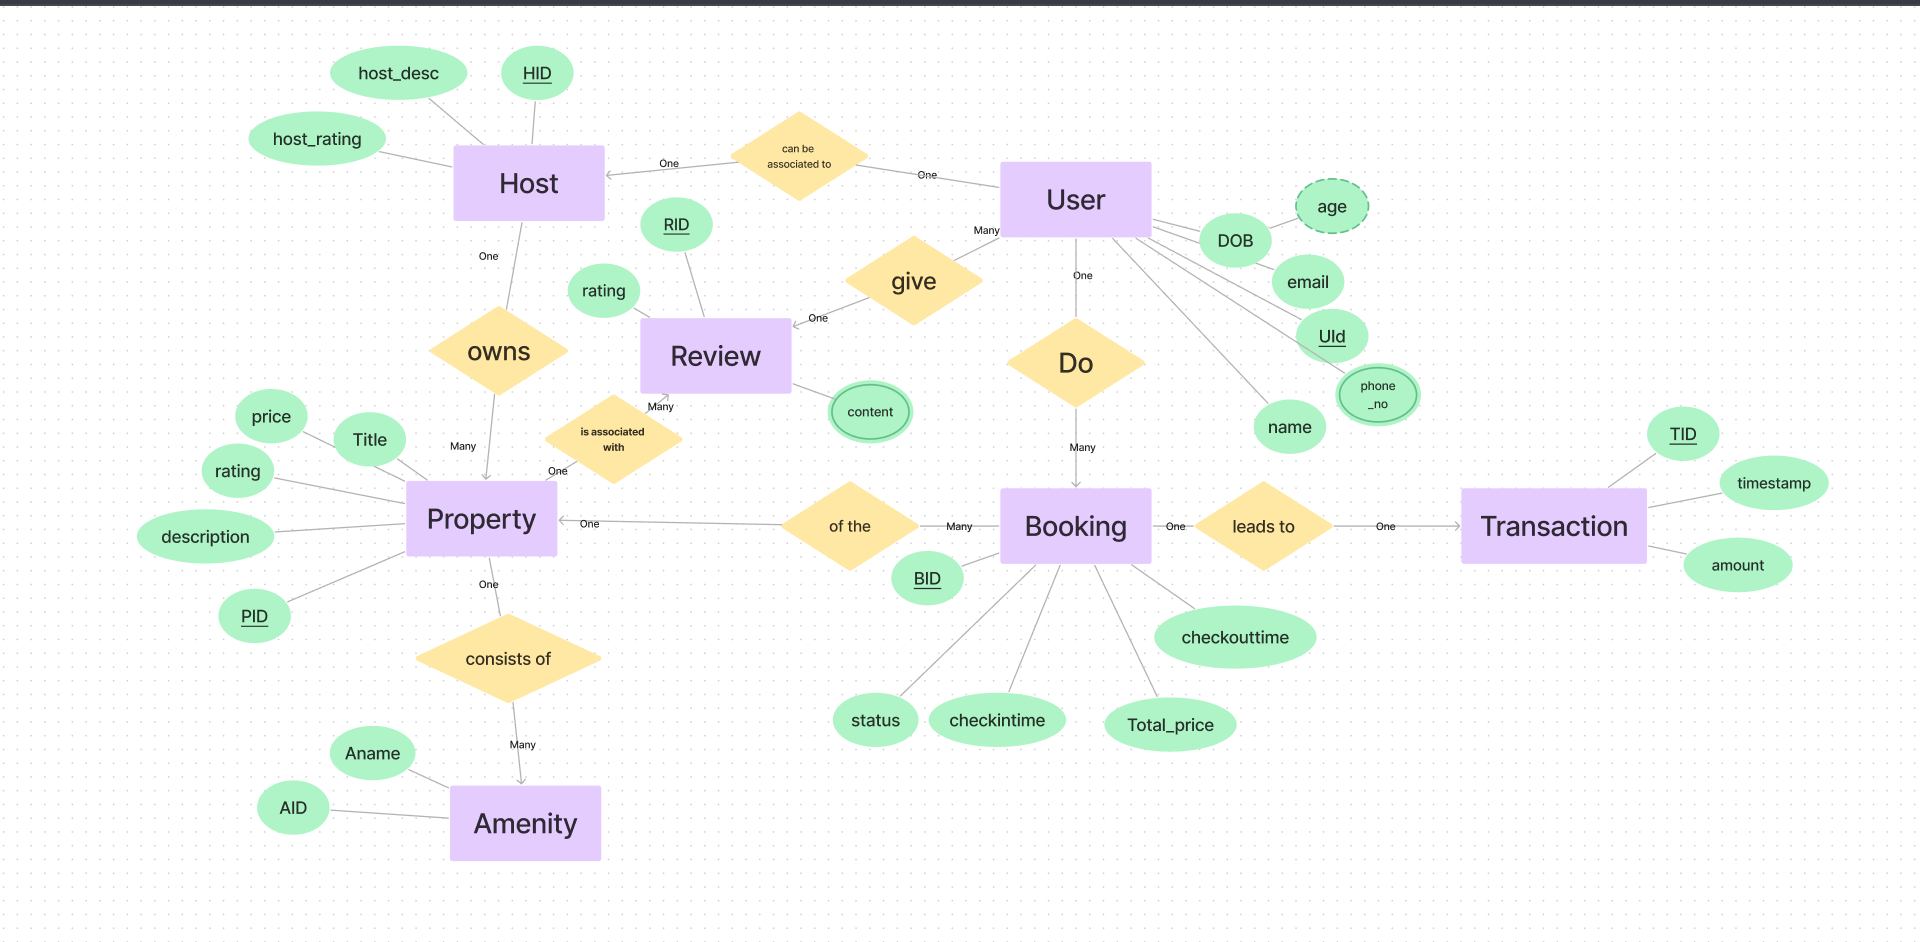 host_desc
HID
host_rating
Host
One
can be
associated to
One
User
age
DOB
email
UId
phone
_no
name
RID
rating
Many
give
One
Review
content
One
owns
Many
One
Do
Many
is associated
with
Many
One
price
Title
rating
description
PID
Property
One
of the
Many
Booking
One
leads to
One
Transaction
TID
timestamp
amount
BID
checkouttime
status
checkintime
Total_price
One
consists of
Many
Aname
AID
Amenity